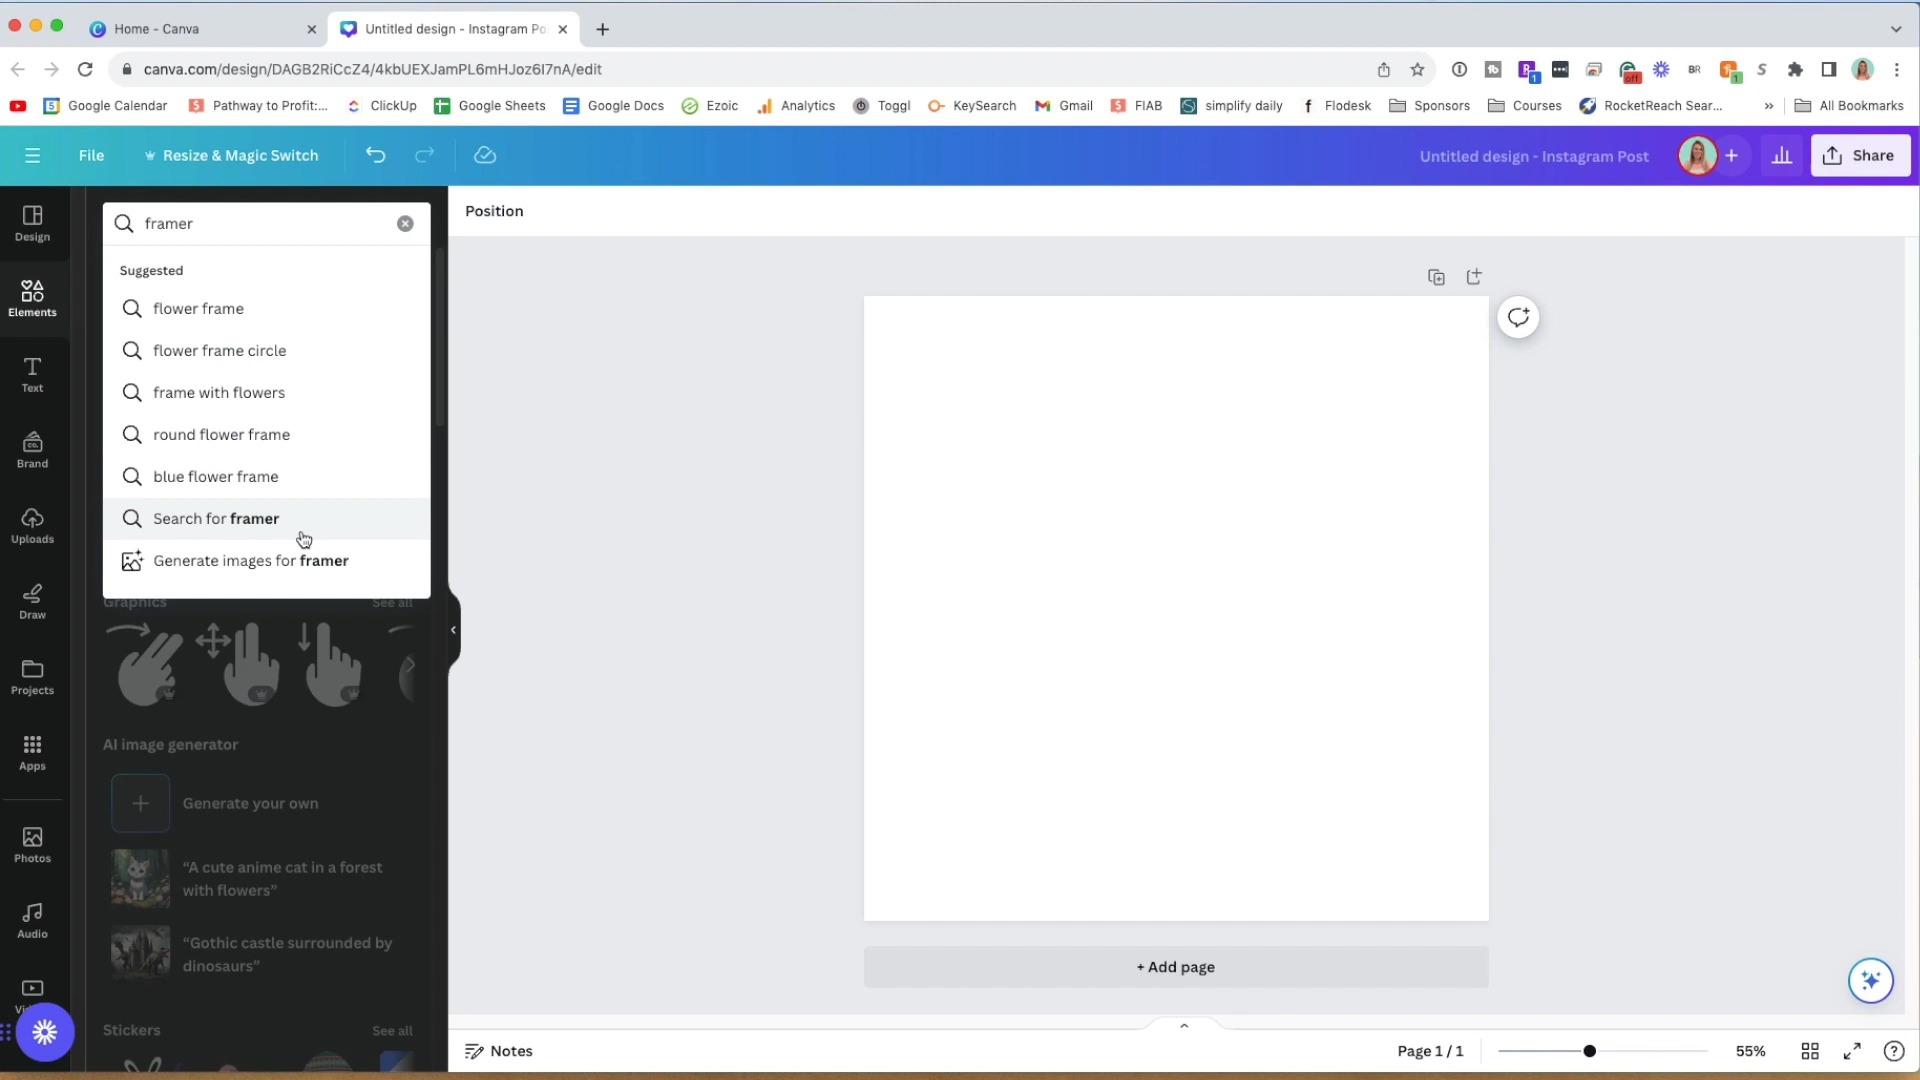 Home - Canva
Untitled design - Instagram Po
canva.com/design/DAGB2RiCcZ4/4kbUEXJamPL6mHJoz6I7nA/edit
Google Calendar
Pathway to Profit:...
ClickUp
Google Sheets
Google Docs
Ezoic
Analytics
Toggl
KeySearch
Gmail
FIAB
simplify daily
Flodesk
Sponsors
Courses
RocketReach Sear...
All Bookmarks
File
Resize & Magic Switch
Untitled design - Instagram Post
Share
Design
Elements
Text
Brand
Uploads
Draw
Projects
Apps
Photos
Audio
framer
Suggested
flower frame
flower frame circle
frame with flowers
round flower frame
blue flower frame
Search for framer
Generate images for framer
Graphics
See all
AI image generator
Generate your own
“A cute anime cat in a forest
with flowers”
“Gothic castle surrounded by
dinosaurs”
Stickers
See all
Position
+ Add page
Notes
Page 1 / 1
55%